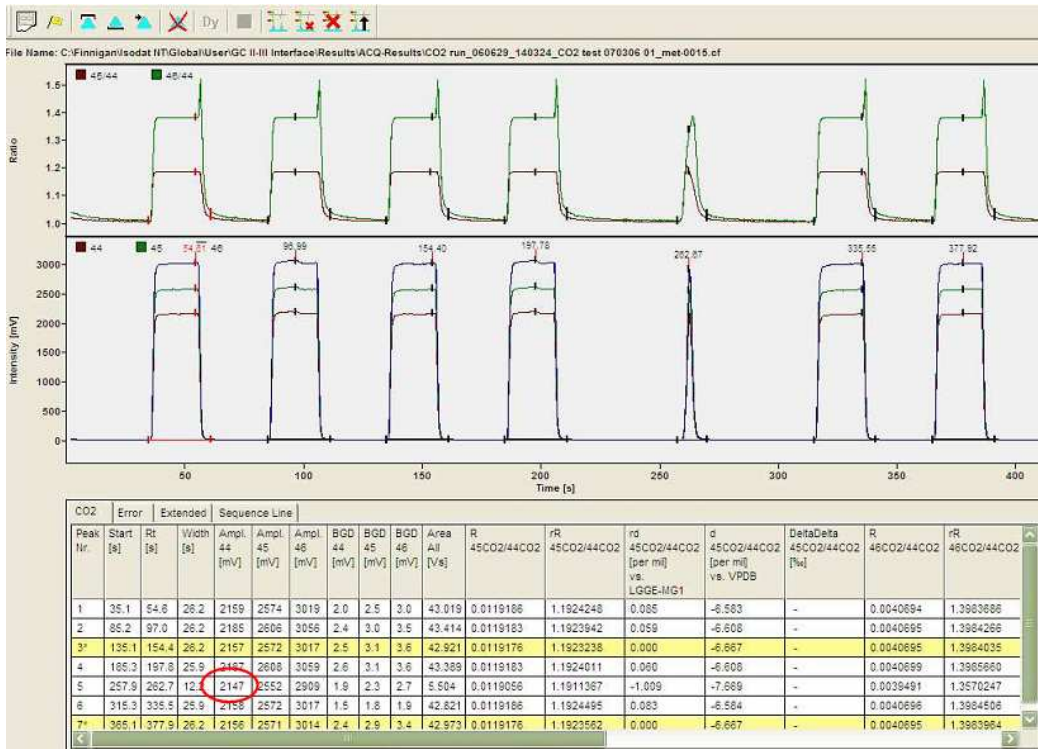 Dy
File Name: C:\Finnigan\Isodat NT\Global\User\GC II-III Interface\Results\ACQ-Results\CO2 run_060629_140324_CO2 test 070306 01_met-0015.cf
45/44 46/44
Ratio
1.5
1.4
1.3
1.2
1.1
1.0
44 45 46
54.61 96.99 154.40 197.78 262.67 335.55 377.92
Intensity [mV]
3000
2500
2000
1500
1000
500
0
50 100 150 200 250 300 350 400
Time [s]
CO2 Error Extended Sequence Line
Peak Start Rt Width Ampl. Ampl. Ampl. BGD BGD BGD Area R rR rd d DeltaDelta R rR
Nr. [s] [s] [s] 44 45 46 44 45 46 All 45CO2/44CO2 45CO2/44CO2 45CO2/44CO2 45CO2/44CO2 45CO2/44CO2 46CO2/44CO2 46CO2/44CO2
[mV] [mV] [mV] [mV] [mV] [mV] [Vs] [per mil] [per mil] [‰]
vs. vs. VPDB
LGGE-MG1
1 35.1 54.6 26.2 2159 2574 3019 2.0 2.5 3.0 43.019 0.0119186 1.1924248 0.085 -6.583 - 0.0040694 1.3983686
2 85.2 97.0 26.2 2185 2606 3056 2.4 3.0 3.5 43.414 0.0119183 1.1923942 0.059 -6.608 - 0.0040695 1.3984266
3* 135.1 154.4 26.2 2157 2572 3017 2.5 3.1 3.6 42.921 0.0119176 1.1923238 0.000 -6.667 - 0.0040695 1.3984035
4 185.3 197.8 25.9 2187 2608 3059 2.6 3.1 3.6 43.389 0.0119183 1.1924011 0.060 -6.608 - 0.0040699 1.3985660
5 257.9 262.7 2147 2552 2909 1.9 2.3 2.7 5.504 0.0119056 1.1911367 -1.009 -7.669 - 0.0039491 1.3570247
6 315.3 335.5 25.9 2158 2572 3017 1.5 1.8 1.9 42.821 0.0119186 1.1924495 0.083 -6.584 - 0.0040696 1.3984506
7* 365.1 377.9 26.2 2156 2571 3014 2.4 2.9 3.4 42.973 0.0119176 1.1923562 0.000 -6.667 - 0.0040695 1.3983964